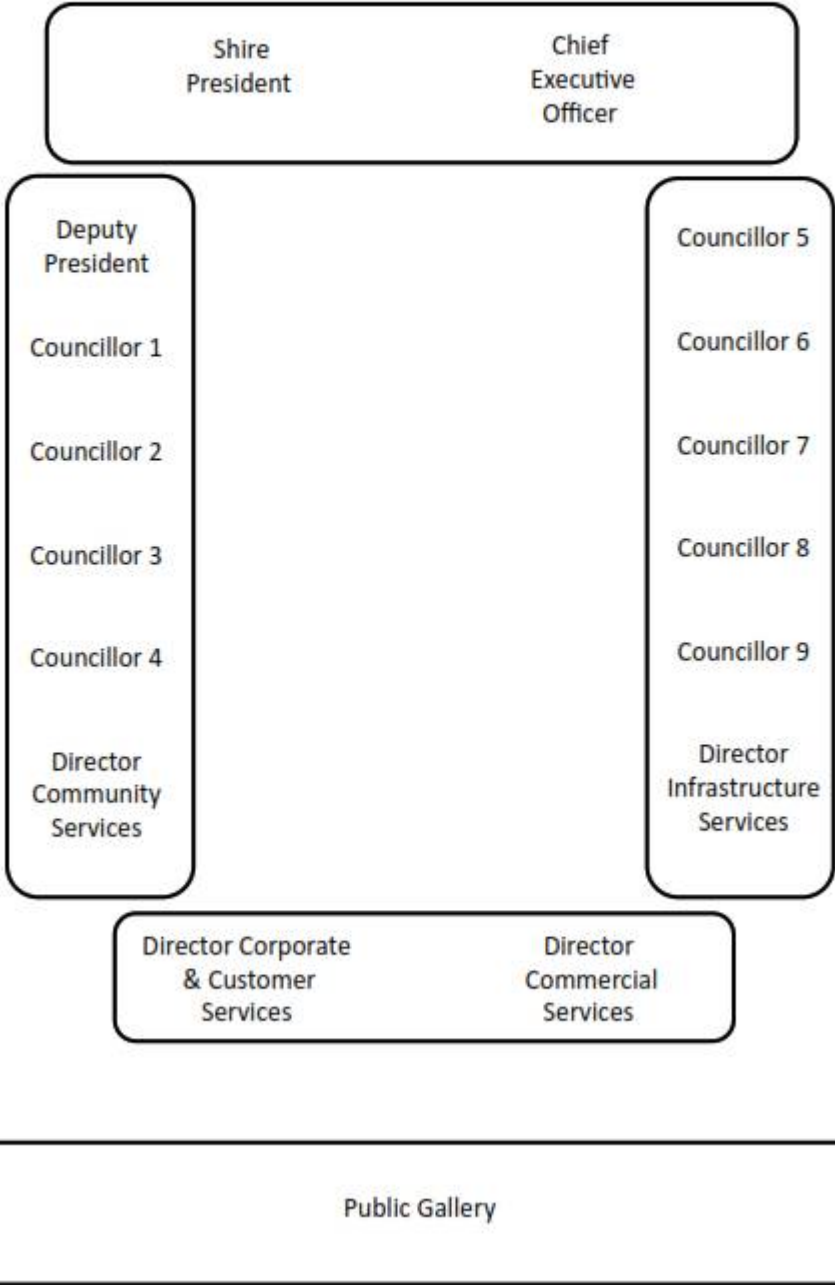 Shire
President
Chief
Executive
Officer
Deputy
President
Councillor 1
Councillor 2
Councillor 3
Councillor 4
Director
Community
Services
Councillor 5
Councillor 6
Councillor 7
Councillor 8
Councillor 9
Director
Infrastructure
Services
Director Corporate
& Customer
Services
Director
Commercial
Services
Public Gallery